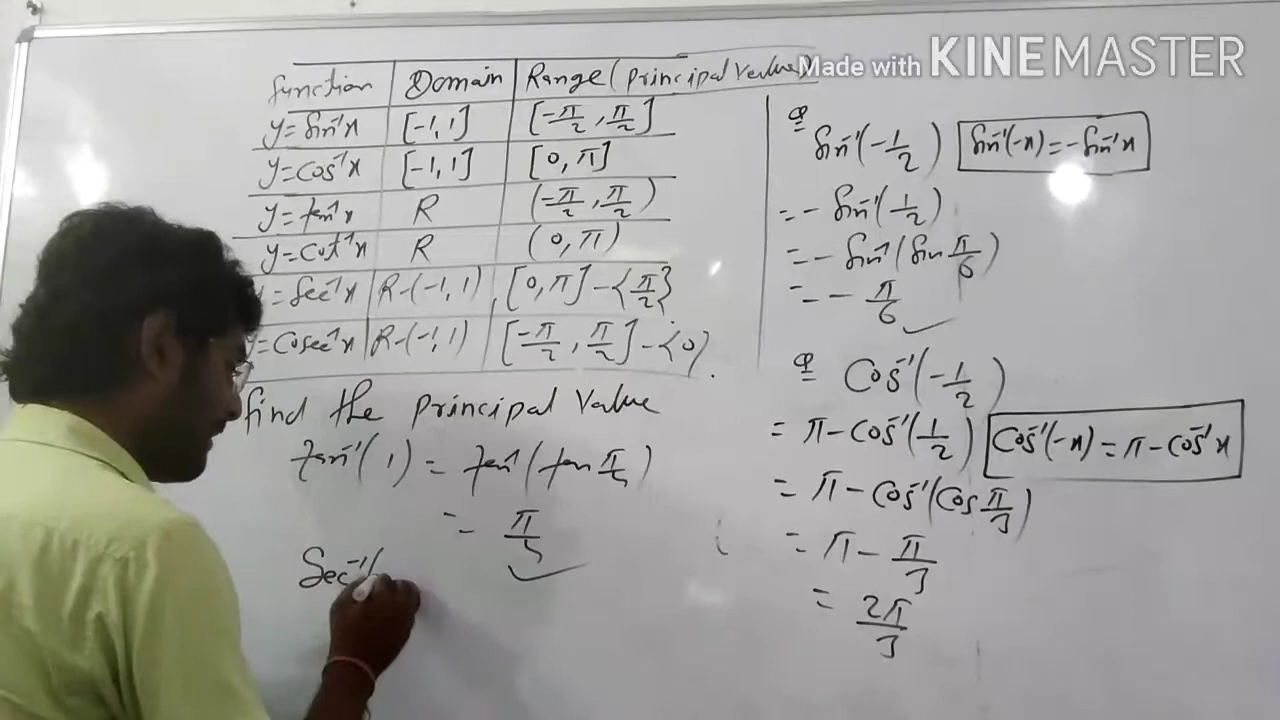 Made with KINEMASTER
function | Domain | Range (Principal Value)
y=sin⁻¹x | [-1,1] | [-π/2, π/2]
y=cos⁻¹x | [-1,1] | [0, π]
y=tan⁻¹x | R | (-π/2, π/2)
y=cot⁻¹x | R | (0, π)
= sec⁻¹x | R-(-1,1) | [0,π]-{π/2}
y=cosec⁻¹x | R-(-1,1) | [-π/2, π/2]-{0}.
find the principal value
tan⁻¹(1) = tan⁻¹(tan π/4)
= π/4
Sec⁻¹(
Q sin⁻¹(-1/2) sin⁻¹(-x)=-sin⁻¹x
=- sin⁻¹(1/2)
=- sin⁻¹(sin π/6)
=- π/6
Q Cos⁻¹(-1/2)
= π-Cos⁻¹(1/2) Cos⁻¹(-x)=π-Cos⁻¹x
= π-Cos⁻¹(Cos π/3)
= π-π/3
= 2π/3